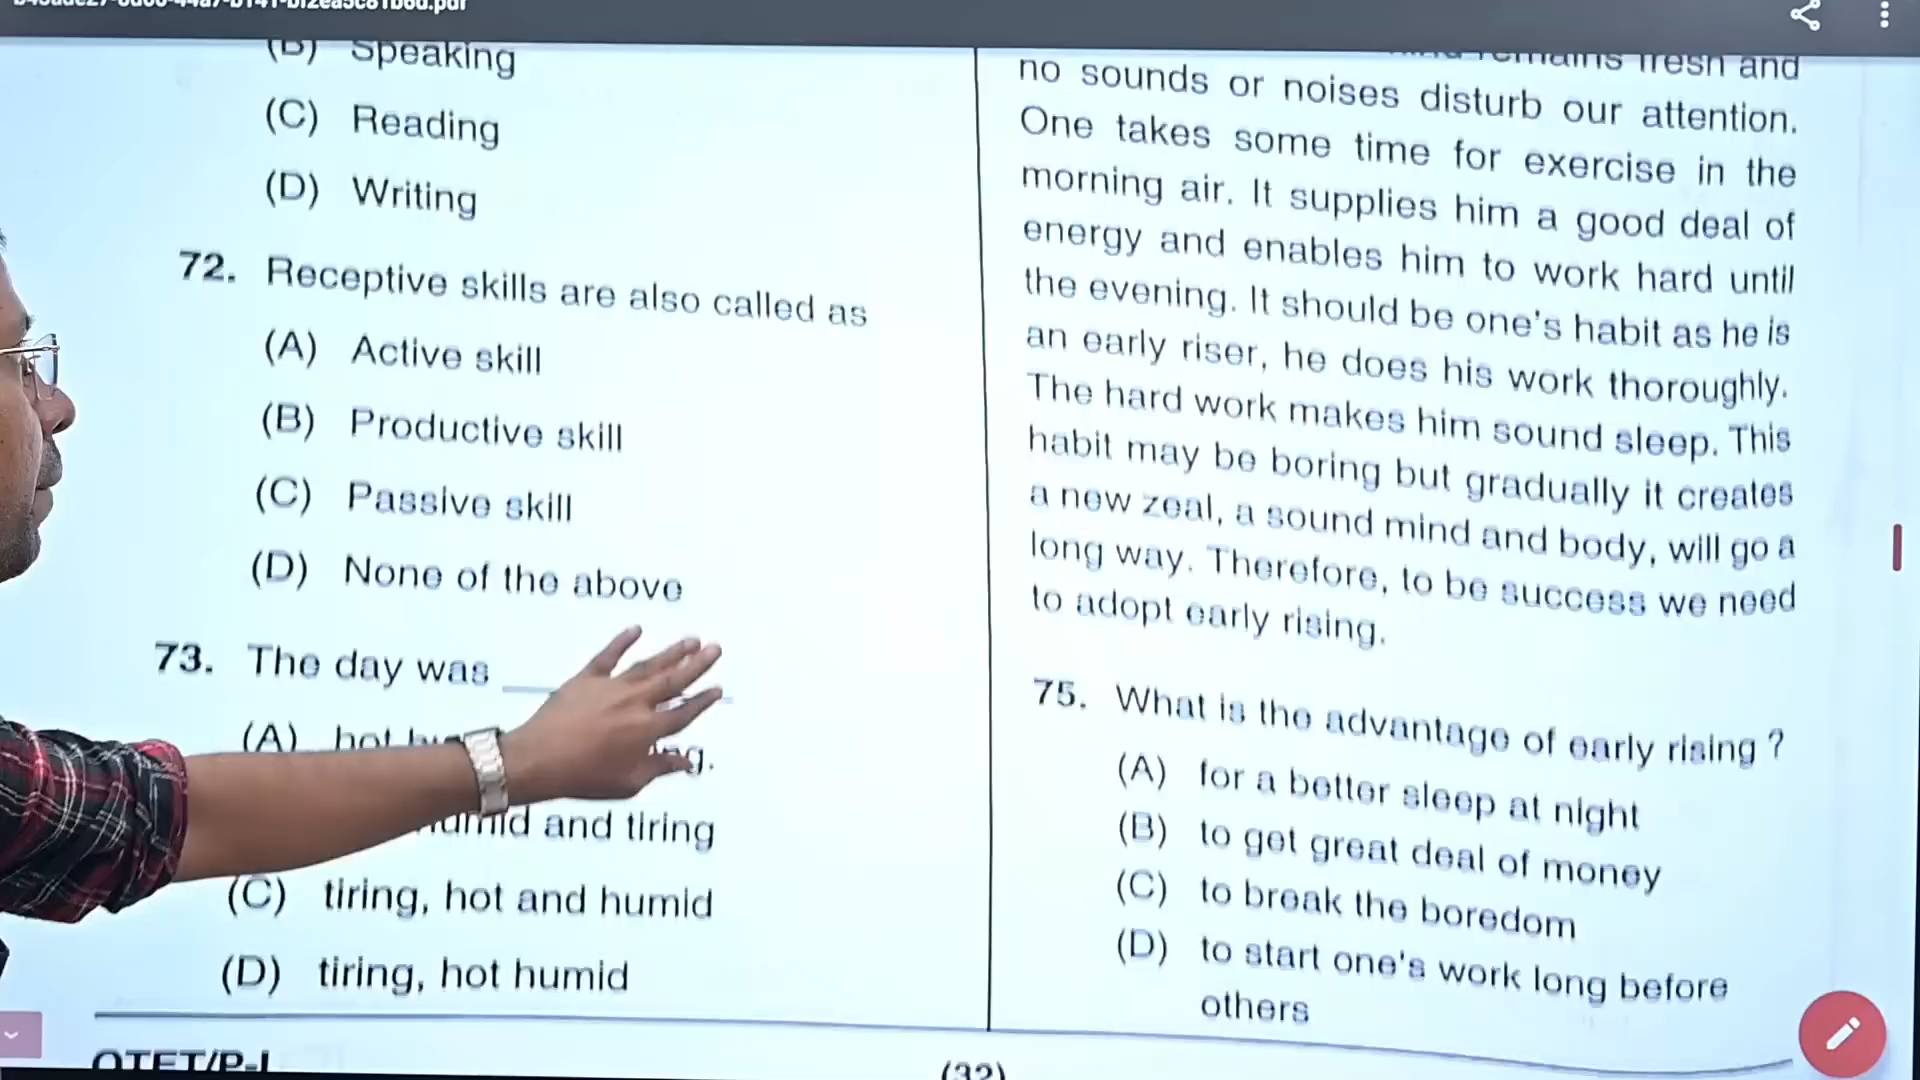 (B) Speaking
(C) Reading
(D) Writing
72. Receptive skills are also called as
(A) Active skill
(B) Productive skill
(C) Passive skill
(D) None of the above
73. The day was
(A) hot
humid and tiring
(C) tiring, hot and humid
(D) tiring, hot humid
OTET/P-I
remains fresh and
no sounds or noises disturb our attention.
One takes some time for exercise in the
morning air. It supplies him a good deal of
energy and enables him to work hard until
the evening. It should be one's habit as he is
an early riser, he does his work thoroughly.
The hard work makes him sound sleep. This
habit may be boring but gradually it creates
a new zeal, a sound mind and body, will go a
long way. Therefore, to be success we need
to adopt early rising.
75. What is the advantage of early rising ?
(A) for a better sleep at night
(B) to get great deal of money
(C) to break the boredom
(D) to start one's work long before
others
(32)